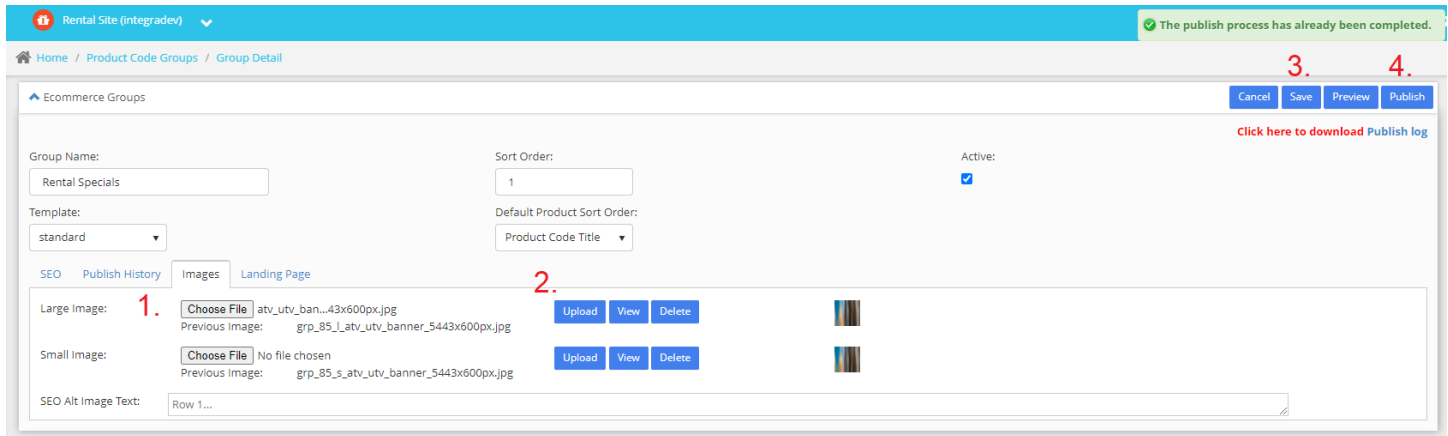 Rental Site (integradev)
The publish process has already been completed.
Home / Product Code Groups / Group Detail
3. 4.
Ecommerce Groups
Cancel Save Preview Publish
Click here to download Publish log
Group Name: Sort Order: Active:
Rental Specials 1
Template: Default Product Sort Order:
standard Product Code Title
SEO Publish History Images Landing Page
1. 2.
Large Image: Choose File atv_utv_ban...43x600px.jpg Upload View Delete
Previous Image: grp_85_l_atv_utv_banner_5443x600px.jpg
Small Image: Choose File No file chosen Upload View Delete
Previous Image: grp_85_s_atv_utv_banner_5443x600px.jpg
SEO Alt Image Text: Row 1...